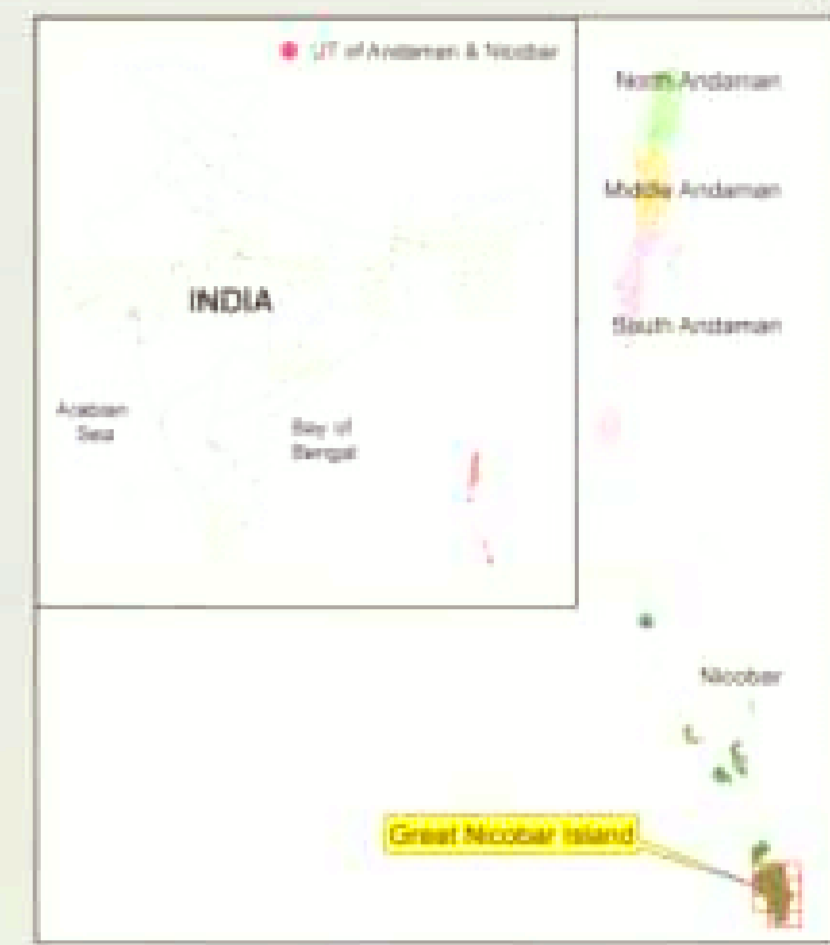 UT of Andaman & Nicobar
North Andaman
Middle Andaman
INDIA
South Andaman
Arabian
Sea
Bay of
Bengal
Nicobar
Great Nicobar Island